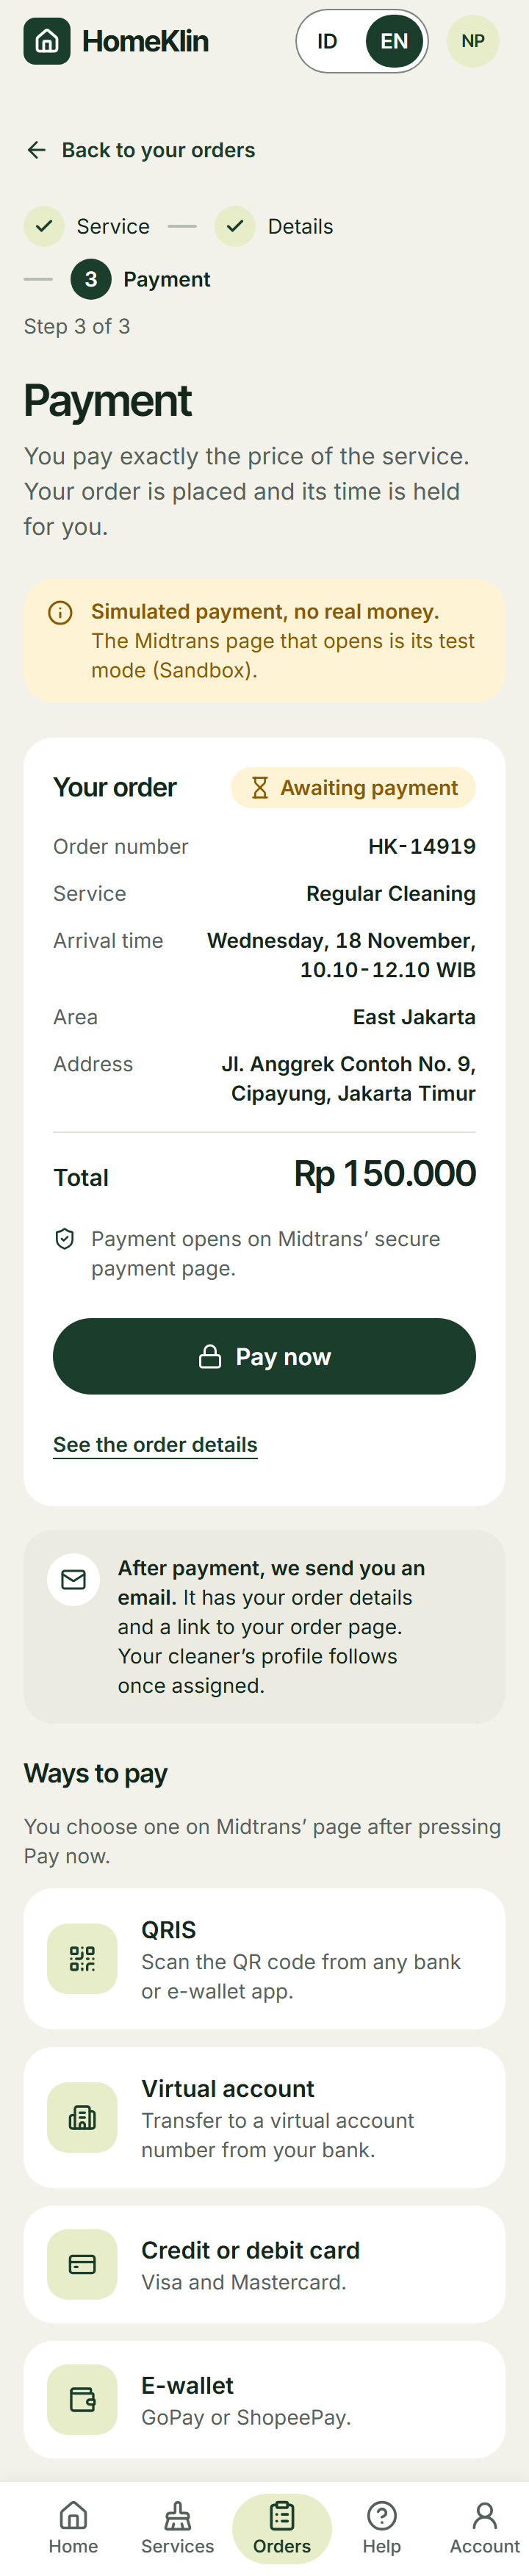 HomeKlin
ID
EN
NP
Back to your orders
Service
Details
3
Payment
Step 3 of 3
Payment
You pay exactly the price of the service.
Your order is placed and its time is held
for you.
Simulated payment, no real money.
The Midtrans page that opens is its test
mode (Sandbox).
Your order
Awaiting payment
Order number
HK-14919
Service
Regular Cleaning
Arrival time
Wednesday, 18 November,
10.10-12.10 WIB
Area
East Jakarta
Address
Jl. Anggrek Contoh No. 9,
Cipayung, Jakarta Timur
Total
Rp 150.000
Payment opens on Midtrans’ secure
payment page.
Pay now
See the order details
After payment, we send you an
email. It has your order details
and a link to your order page.
Your cleaner’s profile follows
once assigned.
Ways to pay
You choose one on Midtrans’ page after pressing
Pay now.
QRIS
Scan the QR code from any bank
or e-wallet app.
Virtual account
Transfer to a virtual account
number from your bank.
Credit or debit card
Visa and Mastercard.
E-wallet
GoPay or ShopeePay.
Home
Services
Orders
Help
Account